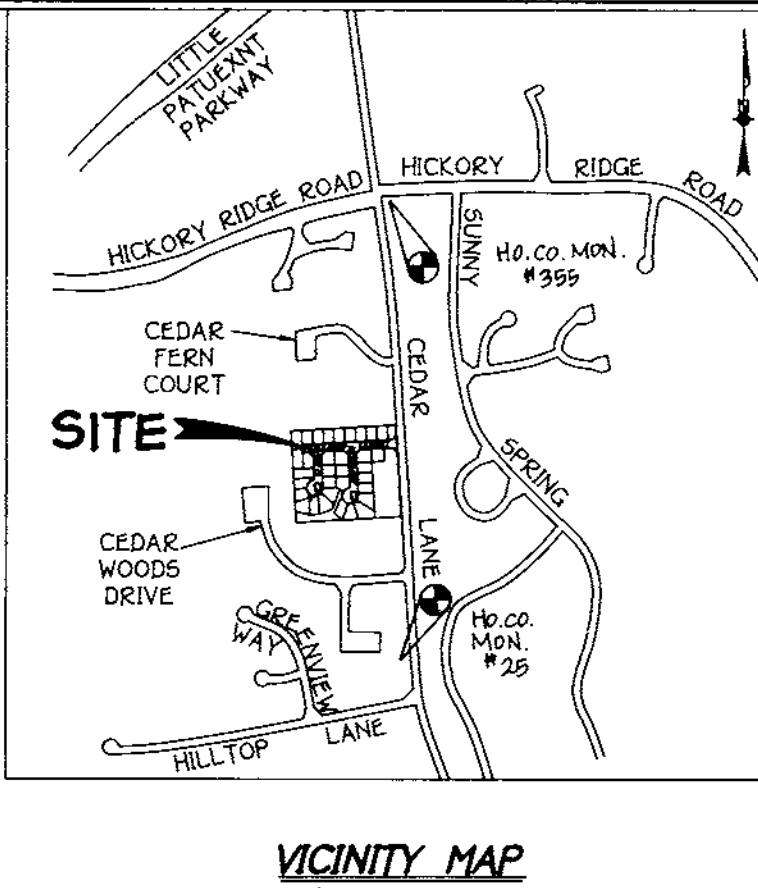 LITTLE
PATUEXNT
PARKWAY
N
HICKORY RIDGE ROAD
HICKORY RIDGE ROAD
SUNNY
HO.CO. MON.
#355
CEDAR
FERN
COURT
CEDAR
SITE
SPRING
CEDAR
WOODS
DRIVE
LANE
GREENVIEW
WAY
HO.CO.
MON.
#25
HILLTOP LANE
VICINITY MAP